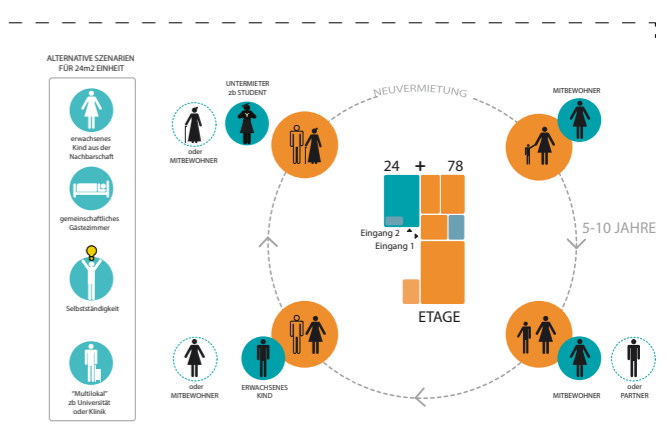 ALTERNATIVE SZENARIEN
FÜR 24m2 EINHEIT
erwachsenes
Kind aus der
Nachbarschaft
gemeinschaftliches
Gästezimmer
Selbstständigkeit
"Multilokal"
zb Universität
oder Klinik
UNTERMIETER
zb STUDENT
oder
MITBEWOHNER
NEUVERMIETUNG
MITBEWOHNER
24 + 78
Eingang 2
Eingang 1
ETAGE
5-10 JAHRE
oder
MITBEWOHNER
ERWACHSENES
KIND
MITBEWOHNER
oder
PARTNER